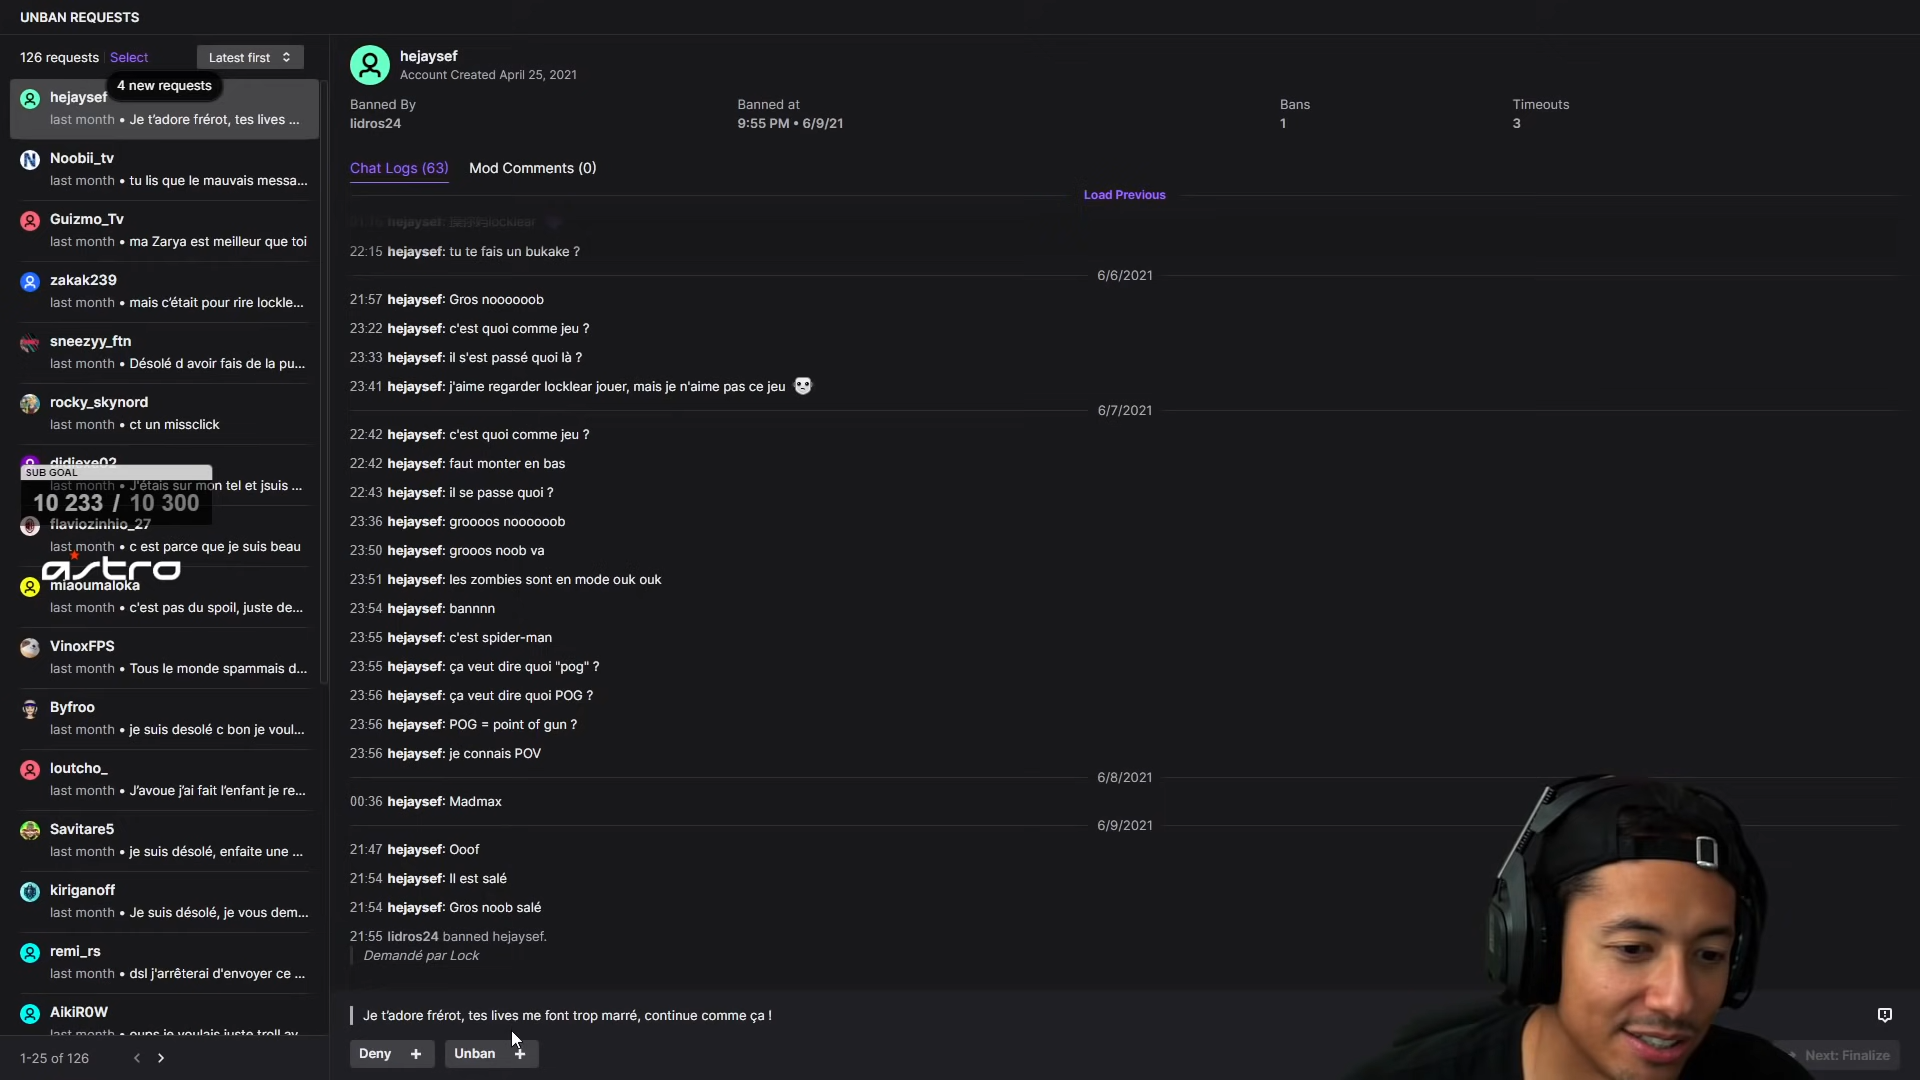 UNBAN REQUESTS
126 requests Select Latest first
4 new requests
hejaysef
last month • Je t'adore frérot, tes lives ...
Noobii_tv
last month • tu lis que le mauvais messa...
Guizmo_Tv
last month • ma Zarya est meilleur que toi
zakak239
last month • mais c'était pour rire lockle...
sneezyy_ftn
last month • Désolé d avoir fais de la pu...
rocky_skynord
last month • ct un missclick
didiexe02
last month • J'étais sur mon tel et jsuis ...
SUB GOAL
10 233 / 10 300
flaviozinhio_27
last month • c est parce que je suis beau
astro
miaoumaloka
last month • c'est pas du spoil, juste de...
VinoxFPS
last month • Tous le monde spammais d...
Byfroo
last month • je suis desolé c bon je voul...
loutcho_
last month • J'avoue j'ai fait l'enfant je re...
Savitare5
last month • je suis désolé, enfaite une ...
kiriganoff
last month • Je suis désolé, je vous dem...
remi_rs
last month • dsl j'arrêterai d'envoyer ce ...
AikiR0W
last month • oups je voulais juste troll av...
1-25 of 126
hejaysef
Account Created April 25, 2021
Banned By Banned at Bans Timeouts
lidros24 9:55 PM • 6/9/21 1 3
Chat Logs (63) Mod Comments (0)
Load Previous
hejaysef: locklear
22:15 hejaysef: tu te fais un bukake ?
6/6/2021
21:57 hejaysef: Gros noooooob
23:22 hejaysef: c'est quoi comme jeu ?
23:33 hejaysef: il s'est passé quoi là ?
23:41 hejaysef: j'aime regarder locklear jouer, mais je n'aime pas ce jeu
6/7/2021
22:42 hejaysef: c'est quoi comme jeu ?
22:42 hejaysef: faut monter en bas
22:43 hejaysef: il se passe quoi ?
23:36 hejaysef: groooos noooooob
23:50 hejaysef: grooos noob va
23:51 hejaysef: les zombies sont en mode ouk ouk
23:54 hejaysef: bannnn
23:55 hejaysef: c'est spider-man
23:55 hejaysef: ça veut dire quoi "pog" ?
23:56 hejaysef: ça veut dire quoi POG ?
23:56 hejaysef: POG = point of gun ?
23:56 hejaysef: je connais POV
6/8/2021
00:36 hejaysef: Madmax
6/9/2021
21:47 hejaysef: Ooof
21:54 hejaysef: Il est salé
21:54 hejaysef: Gros noob salé
21:55 lidros24 banned hejaysef.
Demandé par Lock
Je t'adore frérot, tes lives me font trop marré, continue comme ça !
Deny + Unban +
Next: Finalize